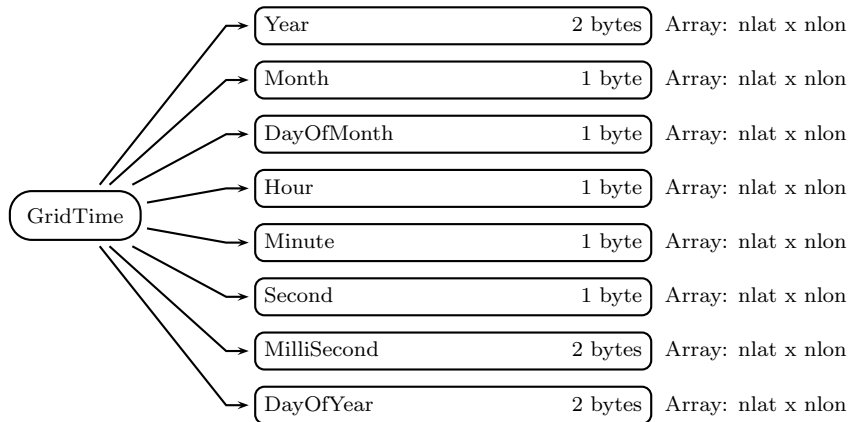 Year 2 bytes Array: nlat x nlon
Month 1 byte Array: nlat x nlon
DayOfMonth 1 byte Array: nlat x nlon
Hour 1 byte Array: nlat x nlon
GridTime
Minute 1 byte Array: nlat x nlon
Second 1 byte Array: nlat x nlon
MilliSecond 2 bytes Array: nlat x nlon
DayOfYear 2 bytes Array: nlat x nlon